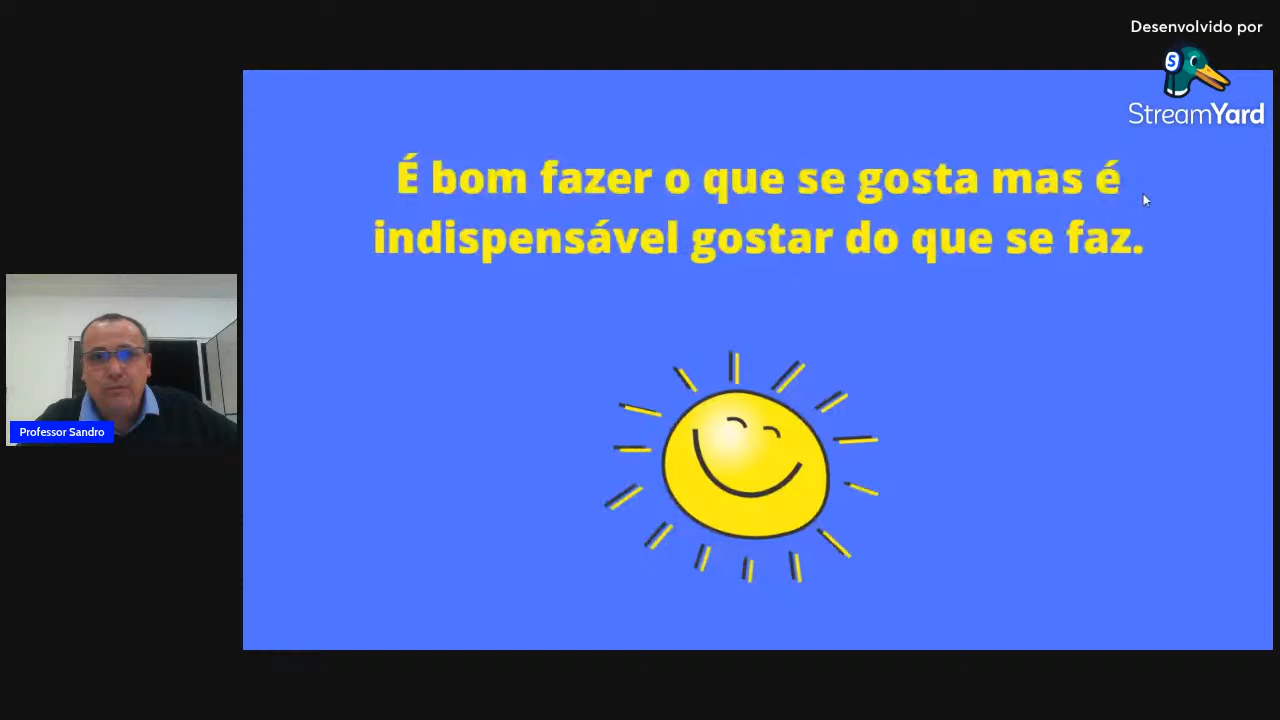 Desenvolvido por
S
StreamYard
É bom fazer o que se gosta mas é
indispensável gostar do que se faz.
Professor Sandro